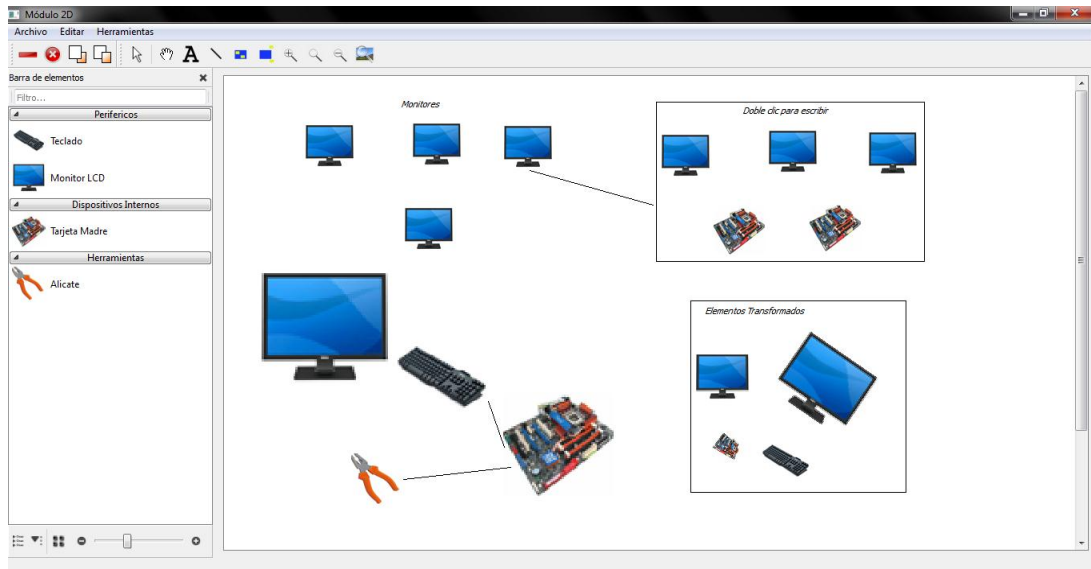 Módulo 2D
Archivo Editar Herramientas
A
Barra de elementos
Filtro...
Perifericos
Teclado
Monitor LCD
Dispositivos Internos
Tarjeta Madre
Herramientas
Alicate
Monitores
Doble clic para escribir
Elementos Transformados